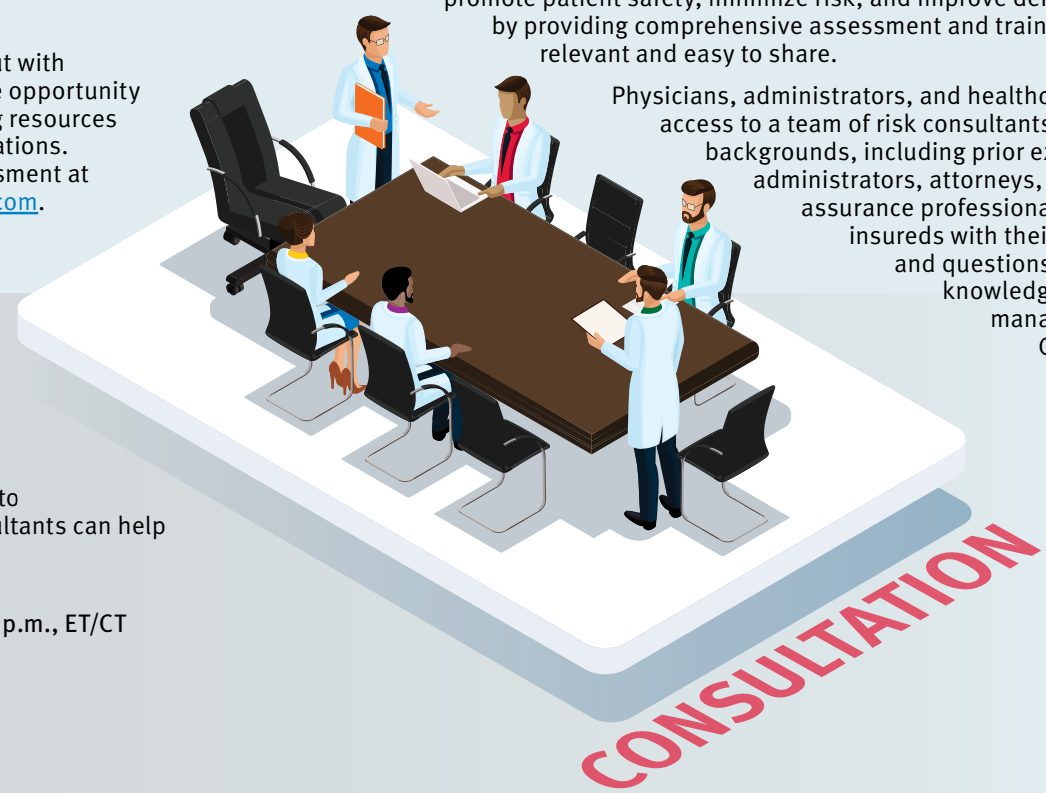 ut with
e opportunity
g resources
ations.
sment at
com.
to
ultants can help
p.m., ET/CT
promote patient safety, minimize risk, and improve de
by providing comprehensive assessment and train
relevant and easy to share.
Physicians, administrators, and healthc
access to a team of risk consultants
backgrounds, including prior e
administrators, attorneys,
assurance professiona
insureds with thei
and questions
knowledg
mana
CONSULTATION